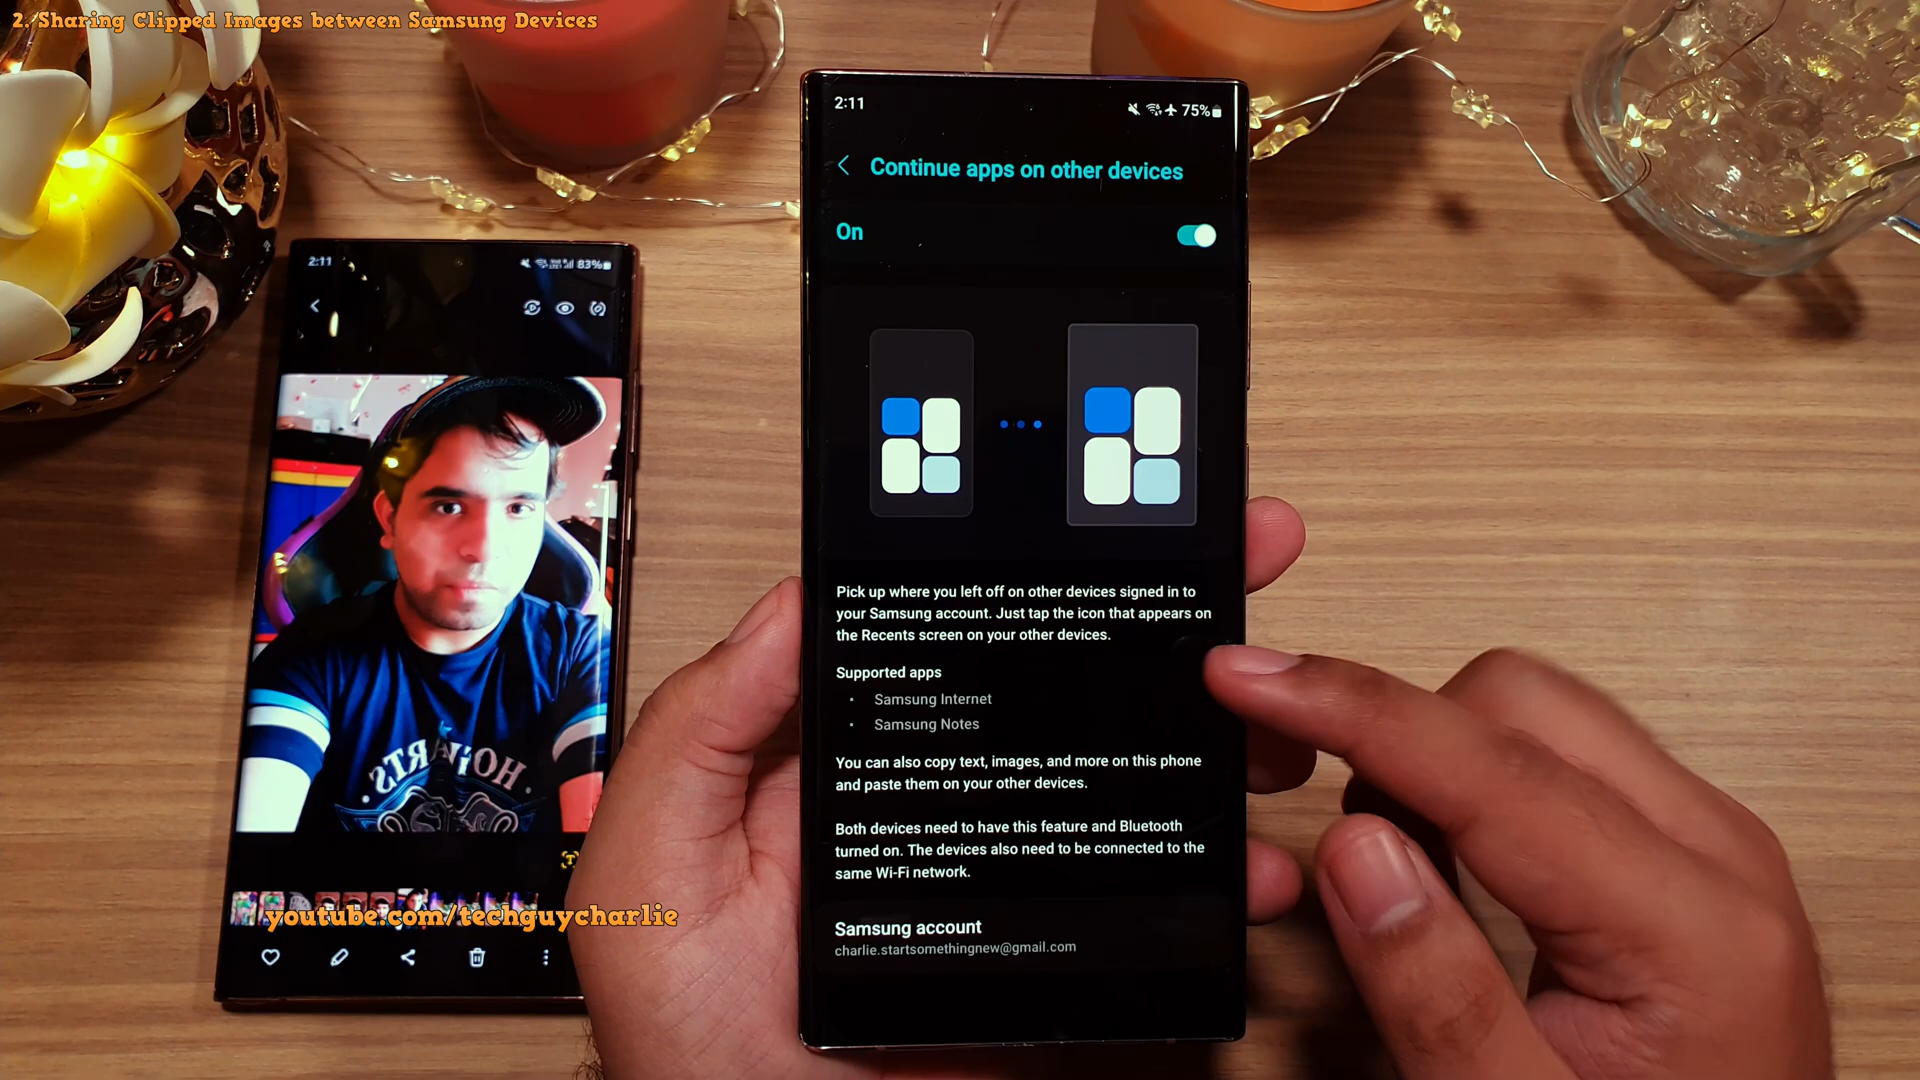 2. Sharing Clipped Images between Samsung Devices
2:11
83%
HOGWARTS
youtube.com/techguycharlie
2:11
75%
Continue apps on other devices
On
Pick up where you left off on other devices signed in to
your Samsung account. Just tap the icon that appears on
the Recents screen on your other devices.
Supported apps
• Samsung Internet
• Samsung Notes
You can also copy text, images, and more on this phone
and paste them on your other devices.
Both devices need to have this feature and Bluetooth
turned on. The devices also need to be connected to the
same Wi-Fi network.
Samsung account
charlie.startsomethingnew@gmail.com